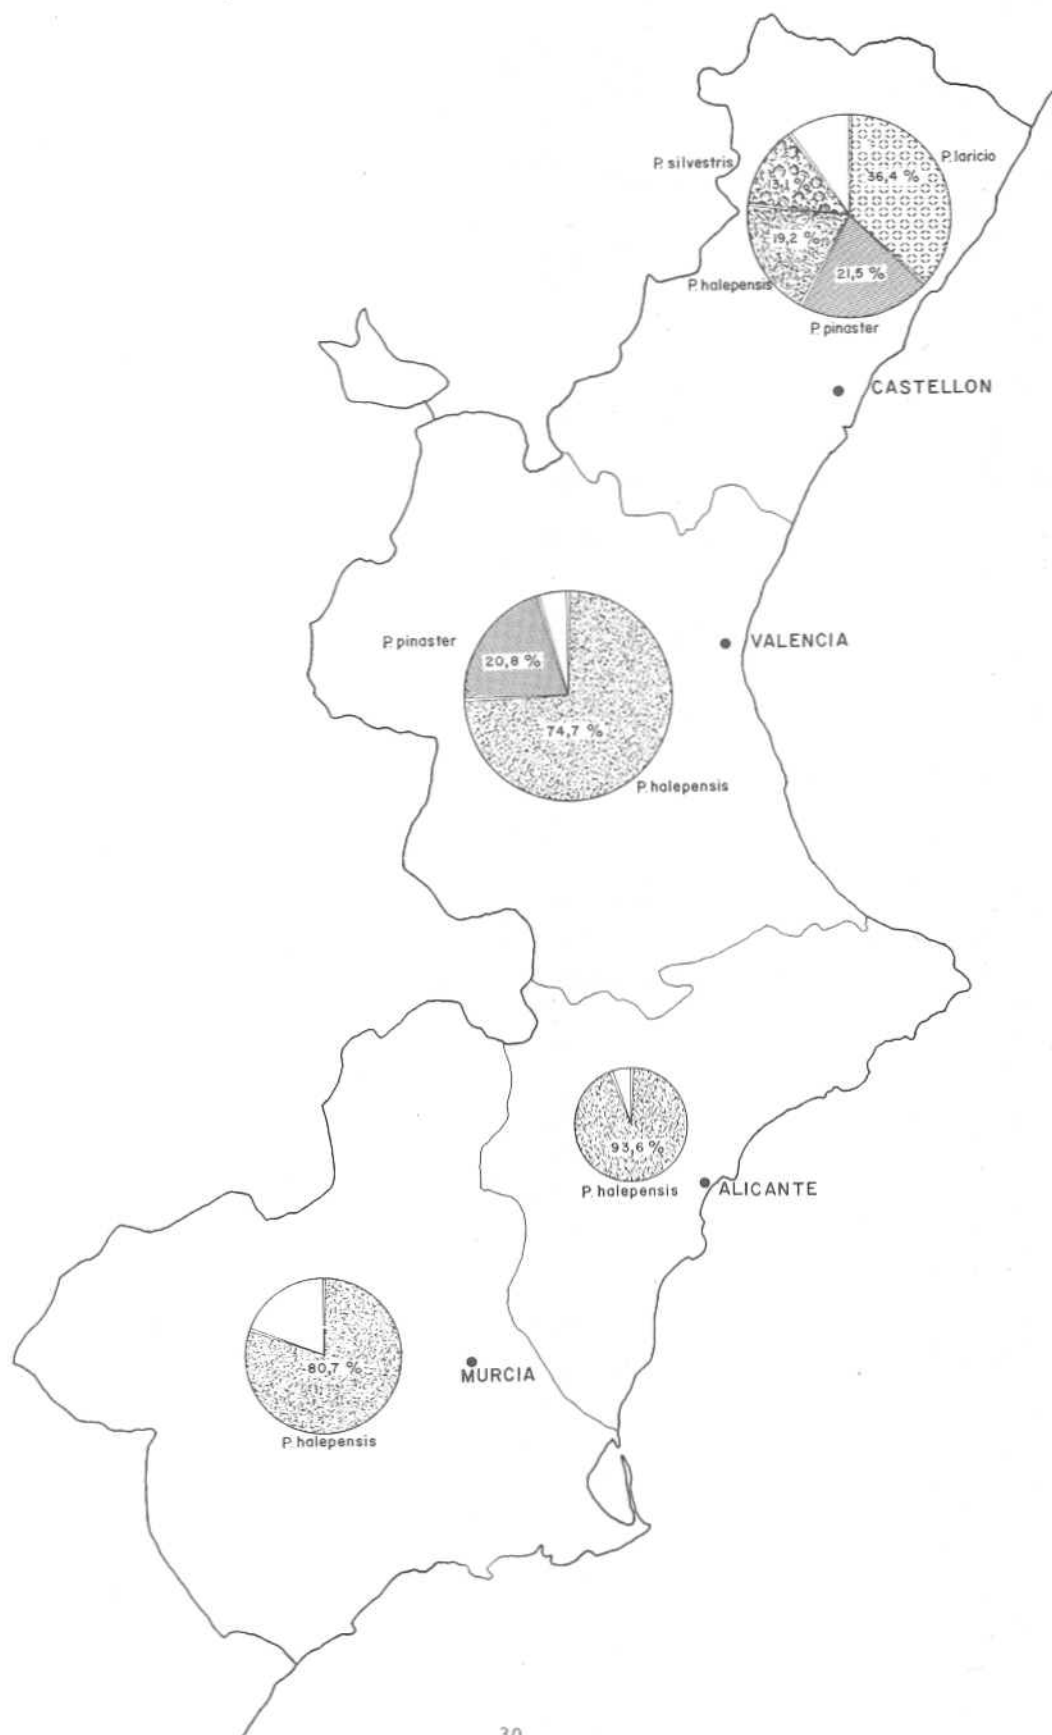 P. silvestris
P. laricio
36,4 %
13,1 %
19,2 %
21,5 %
P. halepensis
P. pinaster
CASTELLON
P. pinaster
VALENCIA
20,8 %
74,7 %
P. halepensis
93,6 %
P. halepensis
ALICANTE
80,7 %
MURCIA
P. halepensis
30